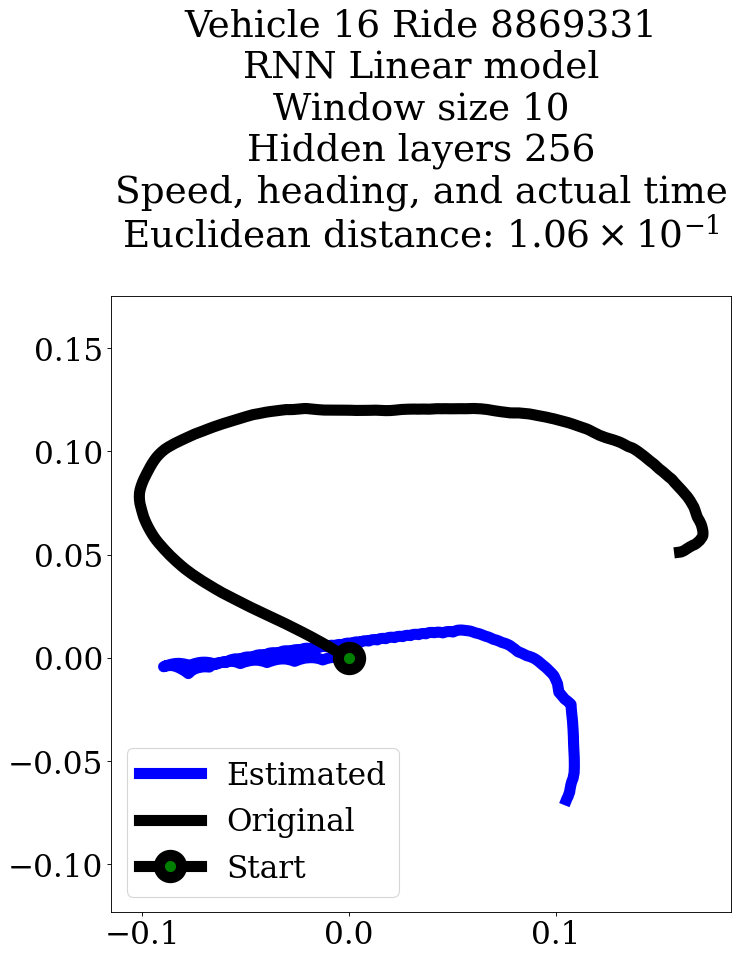 Vehicle 16 Ride 8869331
RNN Linear model
Window size 10
Hidden layers 256
Speed, heading, and actual time
Euclidean distance: 1.06 × 10⁻¹
0.15
0.10
0.05
0.00
−0.05
−0.10
Estimated
Original
Start
−0.1
0.0
0.1